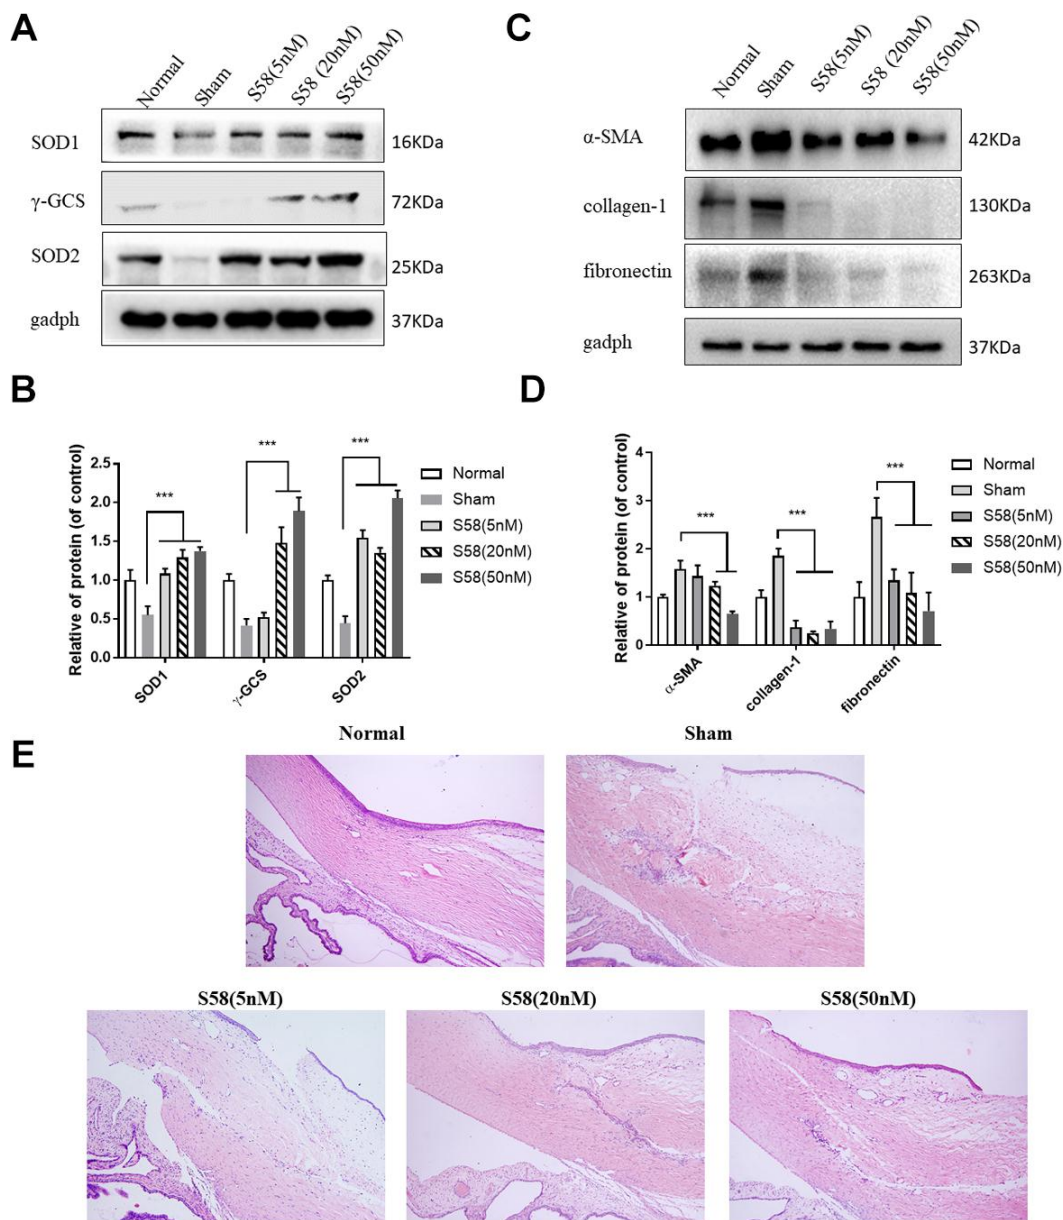 A
Normal
Sham
S58(5nM)
S58 (20nM)
S58(50nM)
SOD1
16KDa
γ-GCS
72KDa
SOD2
25KDa
gadph
37KDa
C
Normal
Sham
S58(5nM)
S58 (20nM)
S58(50nM)
α-SMA
42KDa
collagen-1
130KDa
fibronectin
263KDa
gadph
37KDa
B
Relative of protein (of control)
2.5
2.0
1.5
1.0
0.5
0.0
***
***
***
SOD1
γ-GCS
SOD2
Normal
Sham
S58(5nM)
S58(20nM)
S58(50nM)
D
Relative of protein (of control)
4
3
2
1
0
***
***
***
α-SMA
collagen-1
fibronectin
Normal
Sham
S58(5nM)
S58(20nM)
S58(50nM)
E
Normal
Sham
S58(5nM)
S58(20nM)
S58(50nM)